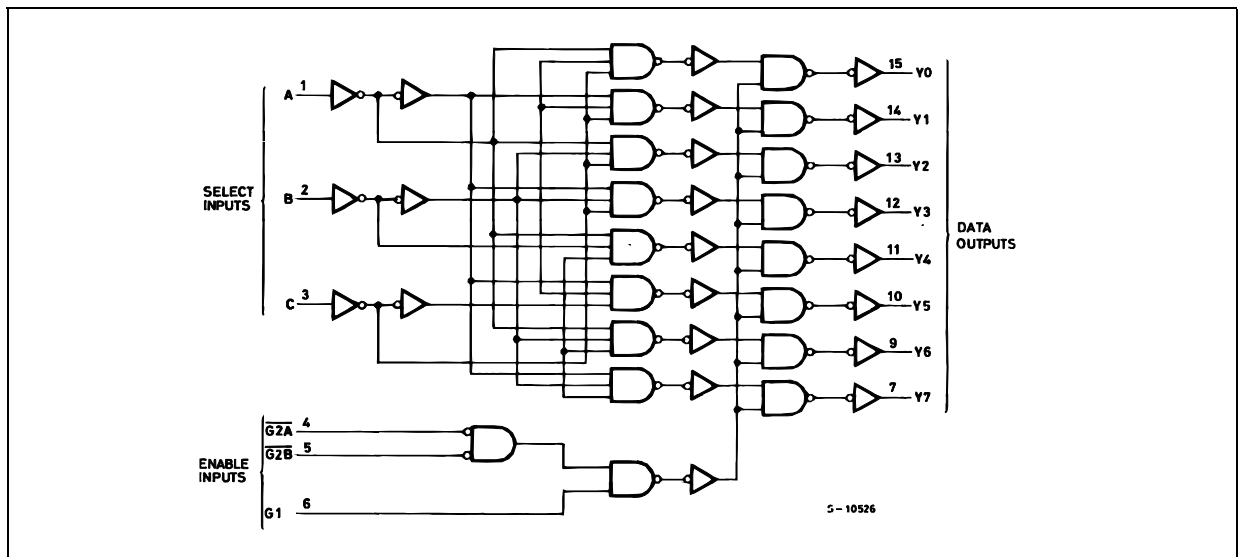 SELECT
INPUTS
A 1
B 2
C 3
ENABLE
INPUTS
G2A 4
G2B 5
G1 6
15 Y0
14 Y1
13 Y2
12 Y3
11 Y4
10 Y5
9 Y6
7 Y7
DATA
OUTPUTS
S-10526